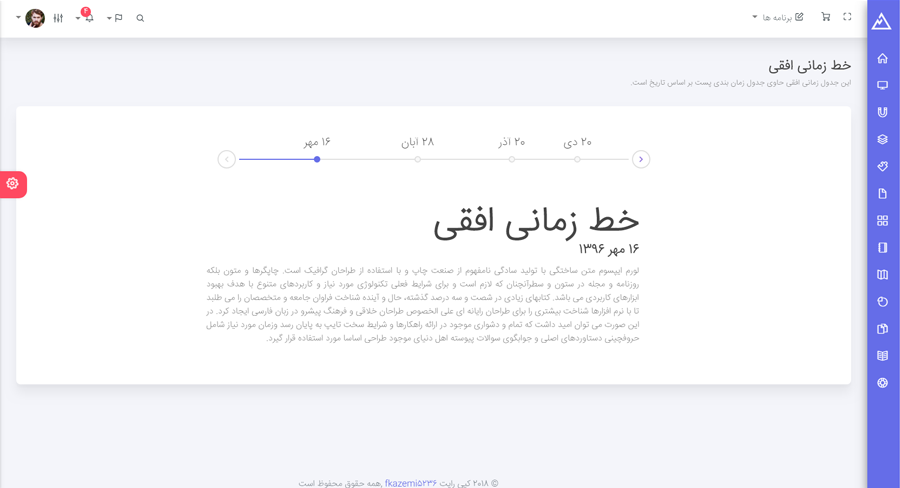 برنامه ها
۴
خط زمانی افقی
این جدول زمانی افقی حاوی جدول زمان بندی پست بر اساس تاریخ است.
۲۰ دی ۲۰ آذر ۲۸ آبان ۱۶ مهر
خط زمانی افقی
۱۶ مهر ۱۳۹۶
لورم ایپسوم متن ساختگی با تولید سادگی نامفهوم از صنعت چاپ و با استفاده از طراحان گرافیک است. چاپگرها و متون بلکه
روزنامه و مجله در ستون و سطرآنچنان که لازم است و برای شرایط فعلی تکنولوژی مورد نیاز و کاربردهای متنوع با هدف بهبود
ابزارهای کاربردی می باشد. کتابهای زیادی در شصت و سه درصد گذشته، حال و آینده شناخت فراوان جامعه و متخصصان را می طلبد
تا با نرم افزارها شناخت بیشتری را برای طراحان رایانه ای علی الخصوص طراحان خلاقی و فرهنگ پیشرو در زبان فارسی ایجاد کرد. در
این صورت می توان امید داشت که تمام و دشواری موجود در ارائه راهکارها و شرایط سخت تایپ به پایان رسد وزمان مورد نیاز شامل
حروفچینی دستاوردهای اصلی و جوابگوی سوالات پیوسته اهل دنیای موجود طراحی اساسا مورد استفاده قرار گیرد.
© ۲۰۱۸ کپی رایت fkazemi۵۲۳۶ ,همه حقوق محفوظ است